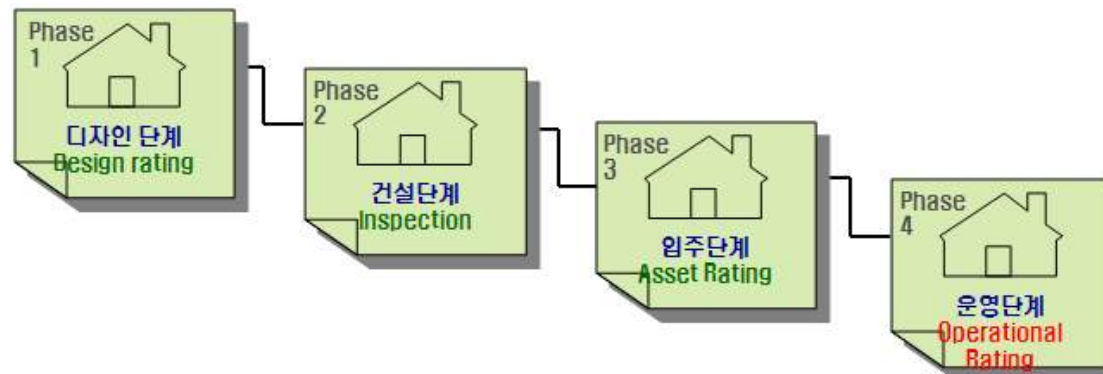 Phase
1
디자인 단계
Design rating
Phase
2
건설단계
Inspection
Phase
3
입주단계
Asset Rating
Phase
4
운영단계
Operational
Rating